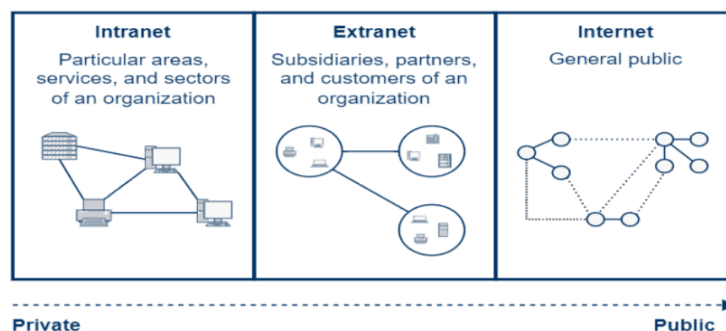 Intranet
Particular areas,
services, and sectors
of an organization
Extranet
Subsidiaries, partners,
and customers of an
organization
Internet
General public
Private
Public